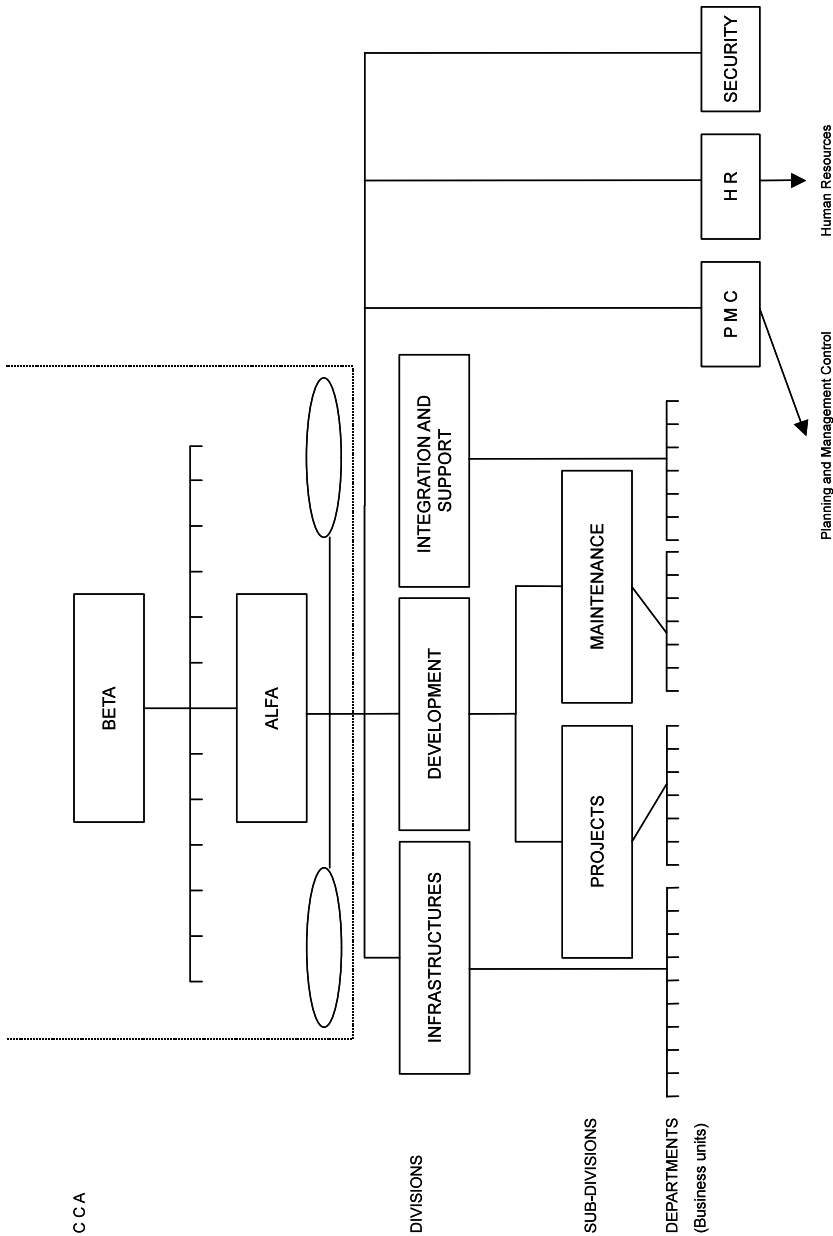 C C A
BETA
ALFA
DIVISIONS
INFRASTRUCTURES
DEVELOPMENT
INTEGRATION AND
SUPPORT
SUB-DIVISIONS
PROJECTS
MAINTENANCE
DEPARTMENTS
(Business units)
P M C
H R
SECURITY
Planning and Management Control
Human Resources